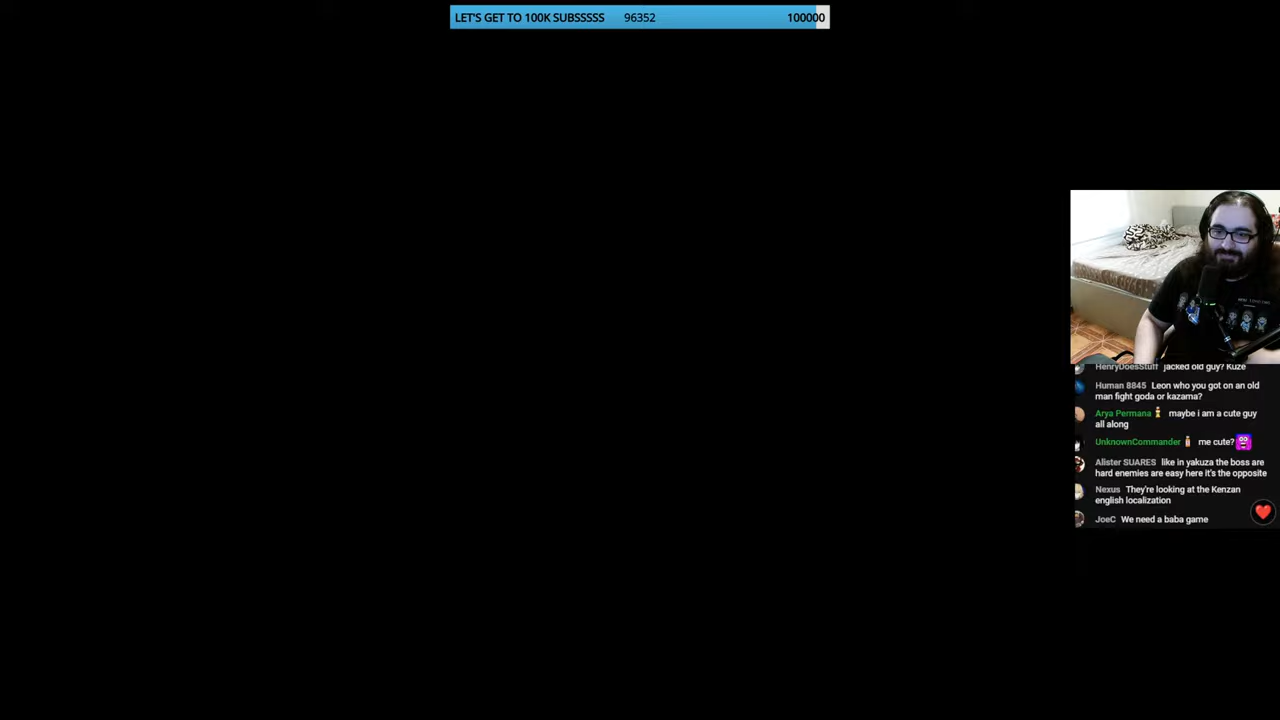 LET'S GET TO 100K SUBSSSSS 96352 100000
HenryDoesStuff jacked old guy? Kuze
Human 8845 Leon who you got on an old
man fight goda or kazama?
Arya Permana maybe i am a cute guy
all along
UnknownCommander me cute?
Alister SUARES like in yakuza the boss are
hard enemies are easy here it's the opposite
Nexus They're looking at the Kenzan
english localization
JoeC We need a baba game